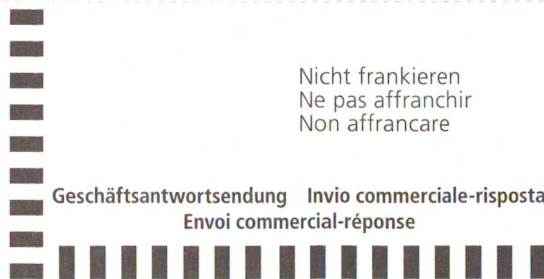 Nicht frankieren
Ne pas affranchir
Non affrancare
Geschäftsantwortsendung Invio commerciale-risposta
Envoi commercial-réponse